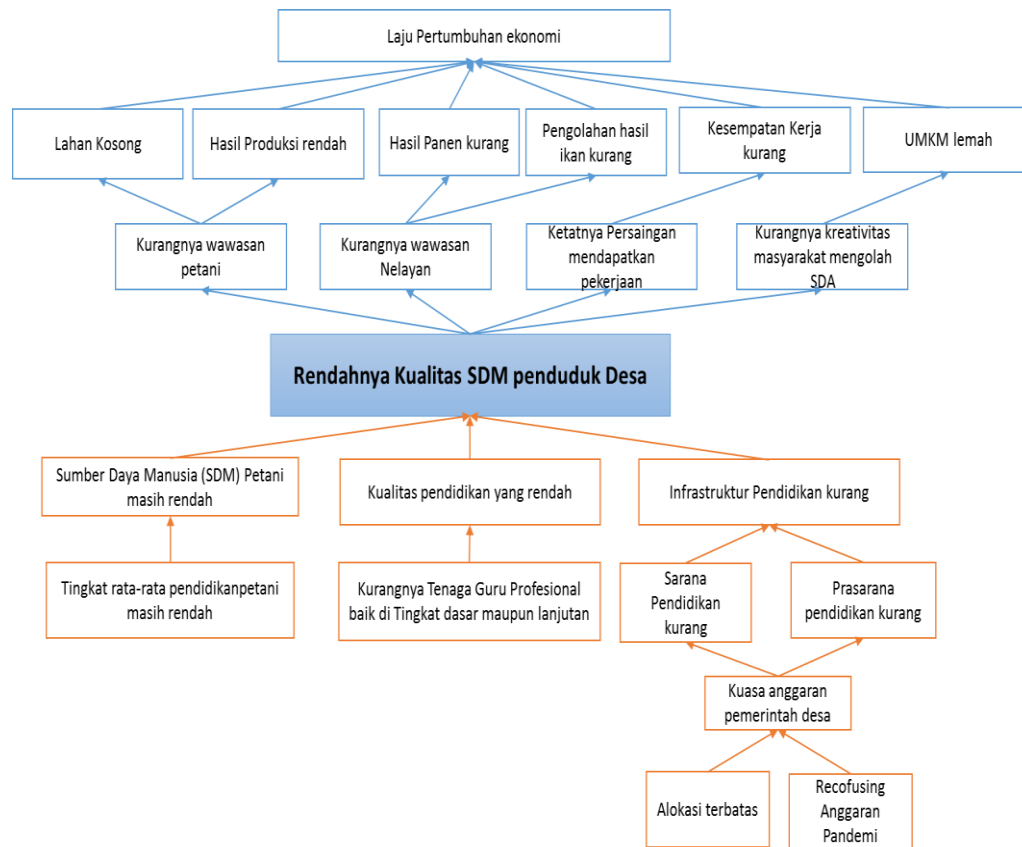 Laju Pertumbuhan ekonomi
Lahan Kosong
Hasil Produksi rendah
Hasil Panen kurang
Pengolahan hasil
ikan kurang
Kesempatan Kerja
kurang
UMKM lemah
Kurangnya wawasan
petani
Kurangnya wawasan
Nelayan
Ketatnya Persaingan
mendapatkan
pekerjaan
Kurangnya kreativitas
masyarakat mengolah
SDA
Rendahnya Kualitas SDM penduduk Desa
Sumber Daya Manusia (SDM) Petani
masih rendah
Kualitas pendidikan yang rendah
Infrastruktur Pendidikan kurang
Tingkat rata-rata pendidikanpetani
masih rendah
Kurangnya Tenaga Guru Profesional
baik di Tingkat dasar maupun lanjutan
Sarana
Pendidikan
kurang
Prasarana
pendidikan kurang
Kuasa anggaran
pemerintah desa
Alokasi terbatas
Recofusing
Anggaran
Pandemi